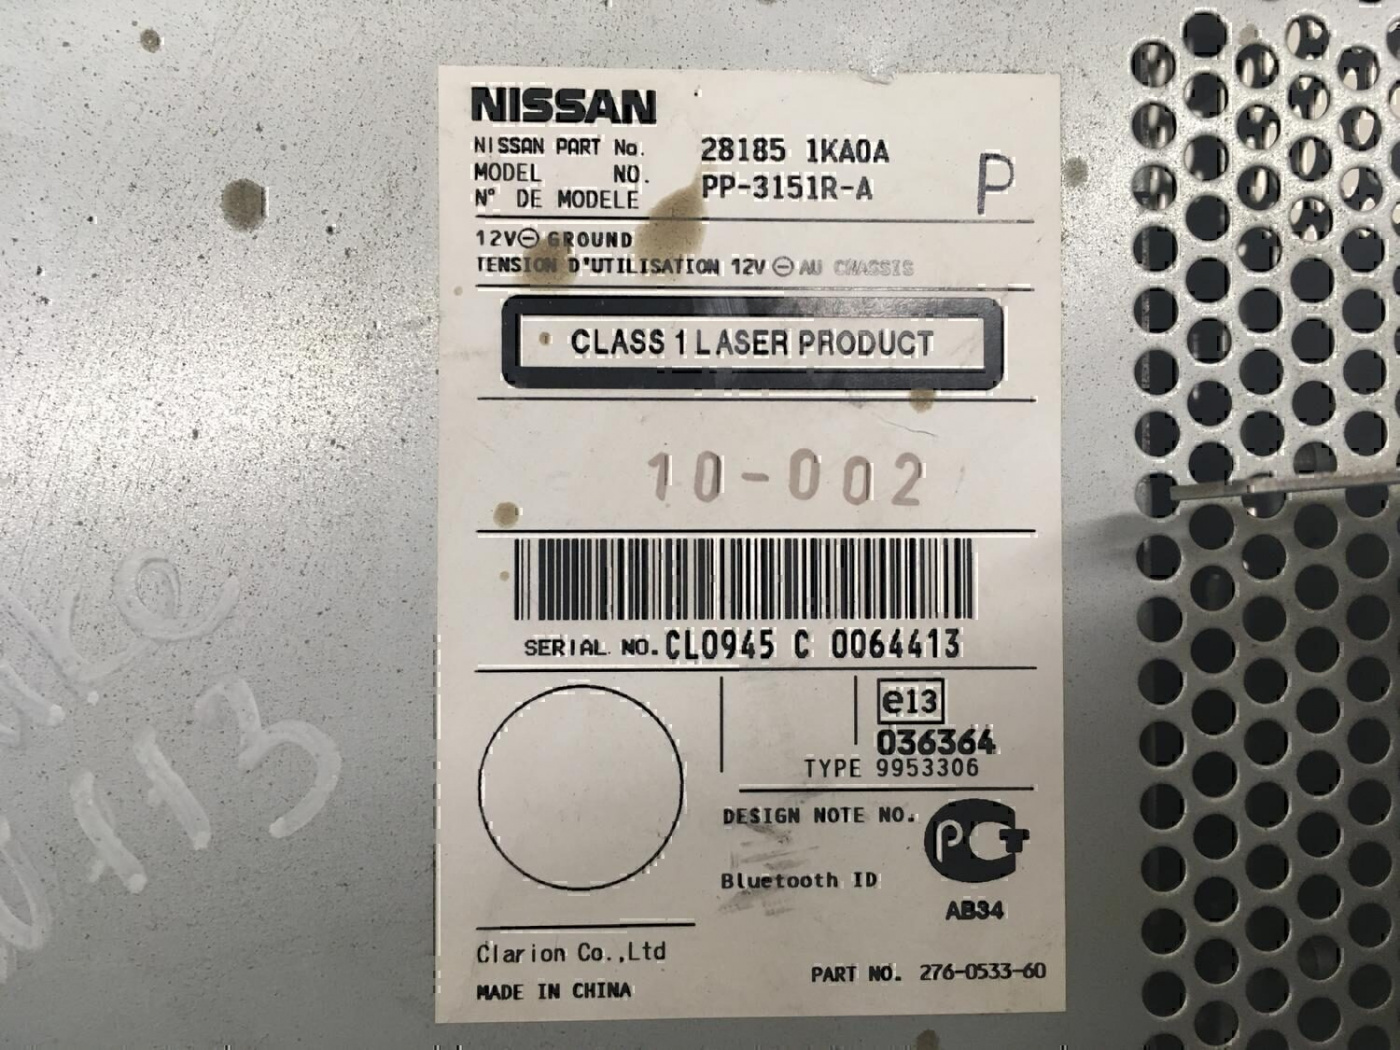 NISSAN
NISSAN PART No. 28185 1KA0A
MODEL NO. PP-3151R-A
N° DE MODELE
P
12V⊖ GROUND
TENSION D'UTILISATION 12V ⊖ AU CHASSIS
CLASS 1 LASER PRODUCT
10-002
SERIAL NO. CL0945 C 0064413
e13
036364
TYPE 9953306
DESIGN NOTE NO.
PCT
Bluetooth ID
AB34
Clarion Co.,Ltd
PART NO. 276-0533-60
MADE IN CHINA
113